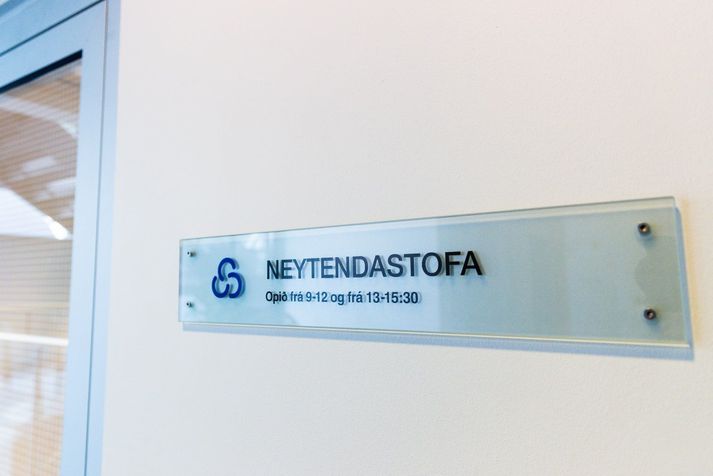 NEYTENDASTOFA
Opið frá 9-12 og frá 13-15:30